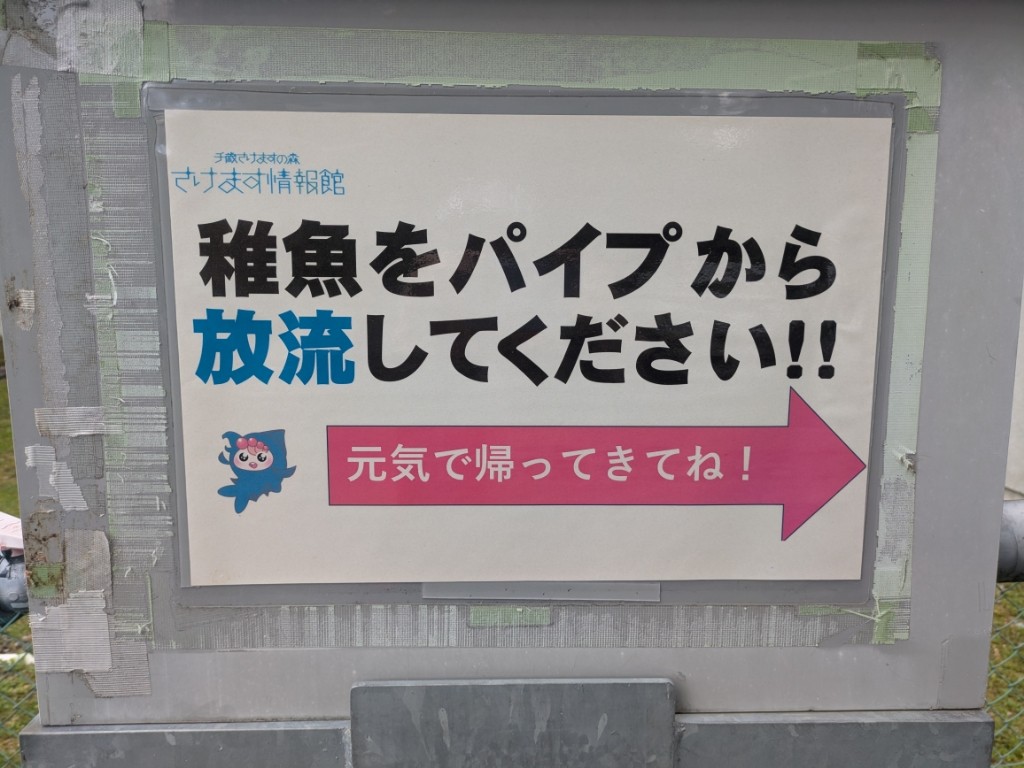 千歳さけますの森
さけます情報館
稚魚をパイプから
放流してください!!
元気で帰ってきてね！